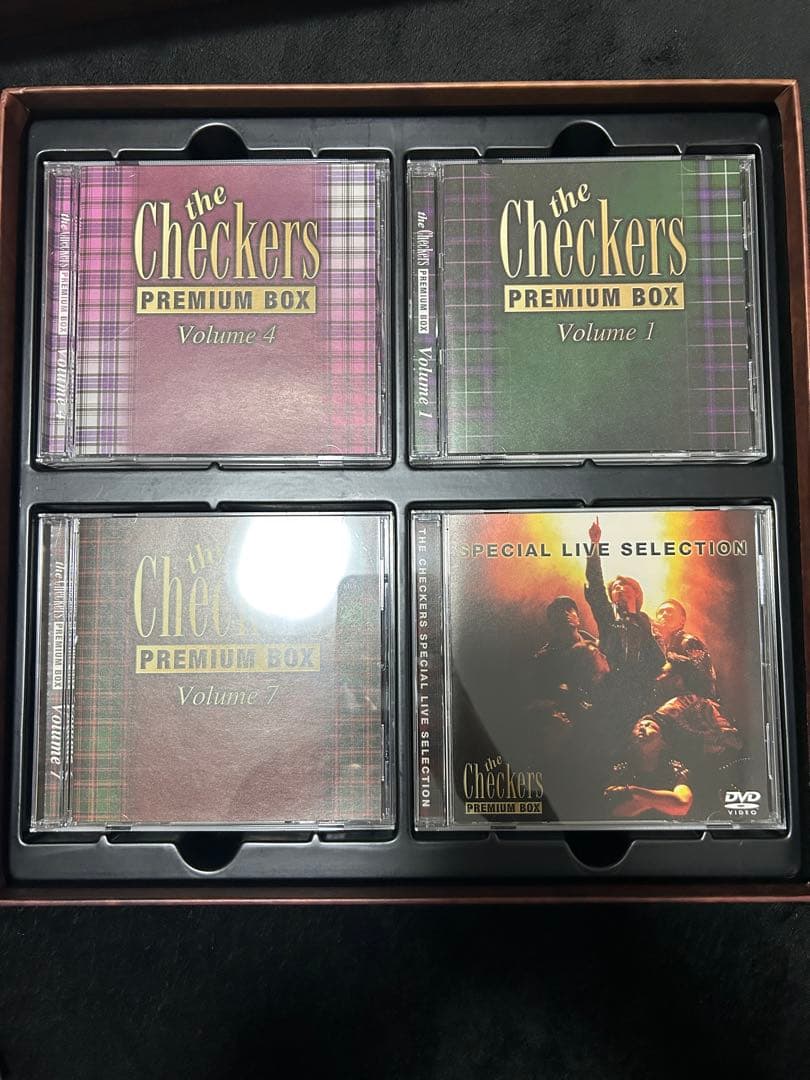 the Checkers PREMIUM BOX Volume 4
the
Checkers
PREMIUM BOX
Volume 4
the Checkers PREMIUM BOX Volume 1
the
Checkers
PREMIUM BOX
Volume 1
the Checkers PREMIUM BOX Volume 7
the
Checkers
PREMIUM BOX
Volume 7
THE CHECKERS SPECIAL LIVE SELECTION
SPECIAL LIVE SELECTION
the
Checkers
PREMIUM BOX
DVD
VIDEO